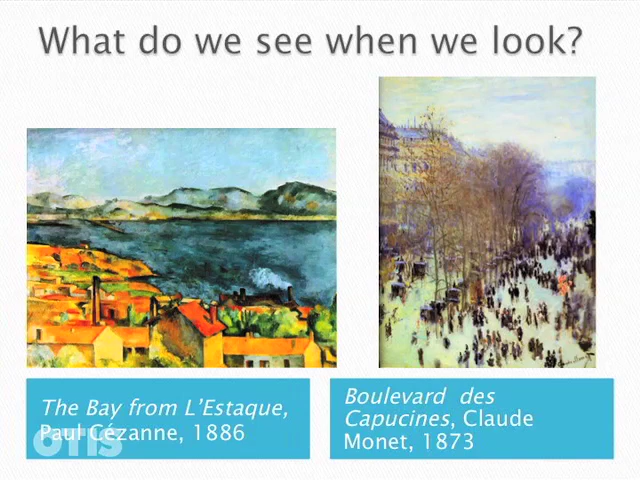 What do we see when we look?
The Bay from L'Estaque,
Paul Cézanne, 1886
OTIS
Boulevard  des
Capucines, Claude
Monet, 1873